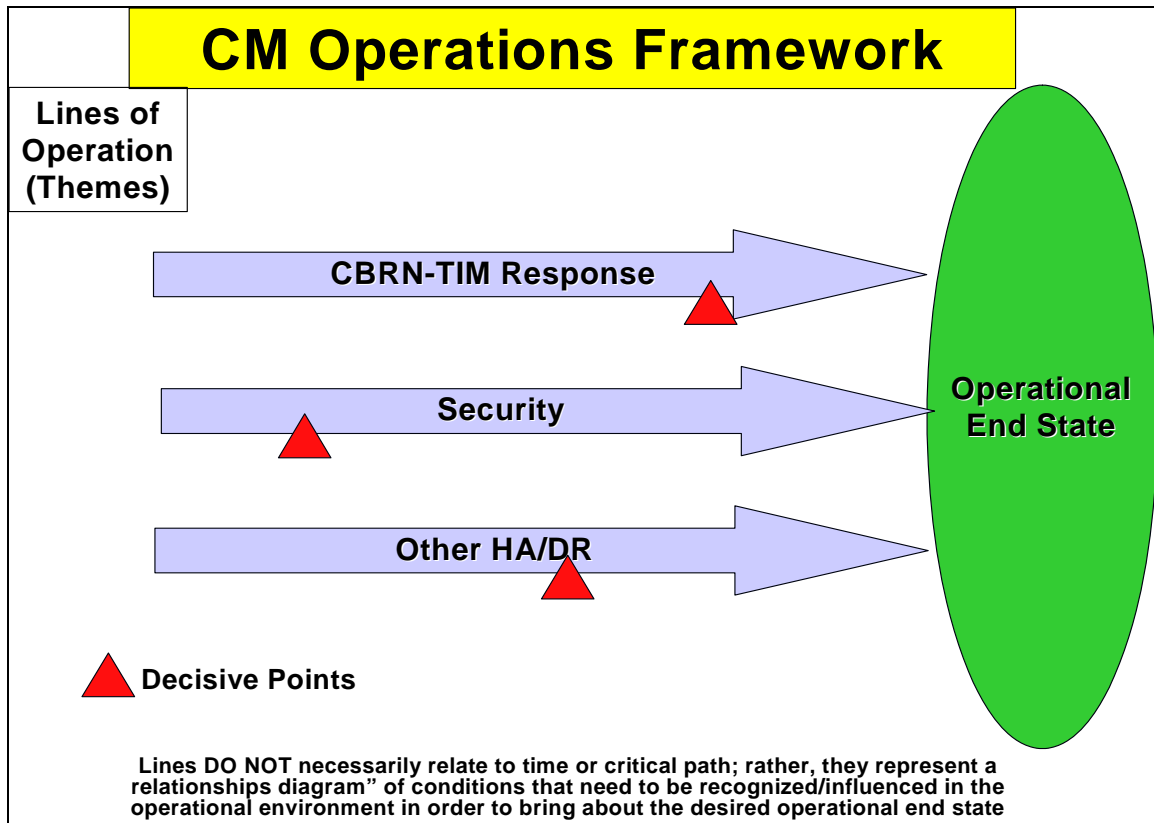 CM Operations Framework
Lines of
Operation
(Themes)
CBRN-TIM Response
Security
Other HA/DR
Operational
End State
Decisive Points
Lines DO NOT necessarily relate to time or critical path; rather, they represent a
relationships diagram” of conditions that need to be recognized/influenced in the
operational environment in order to bring about the desired operational end state